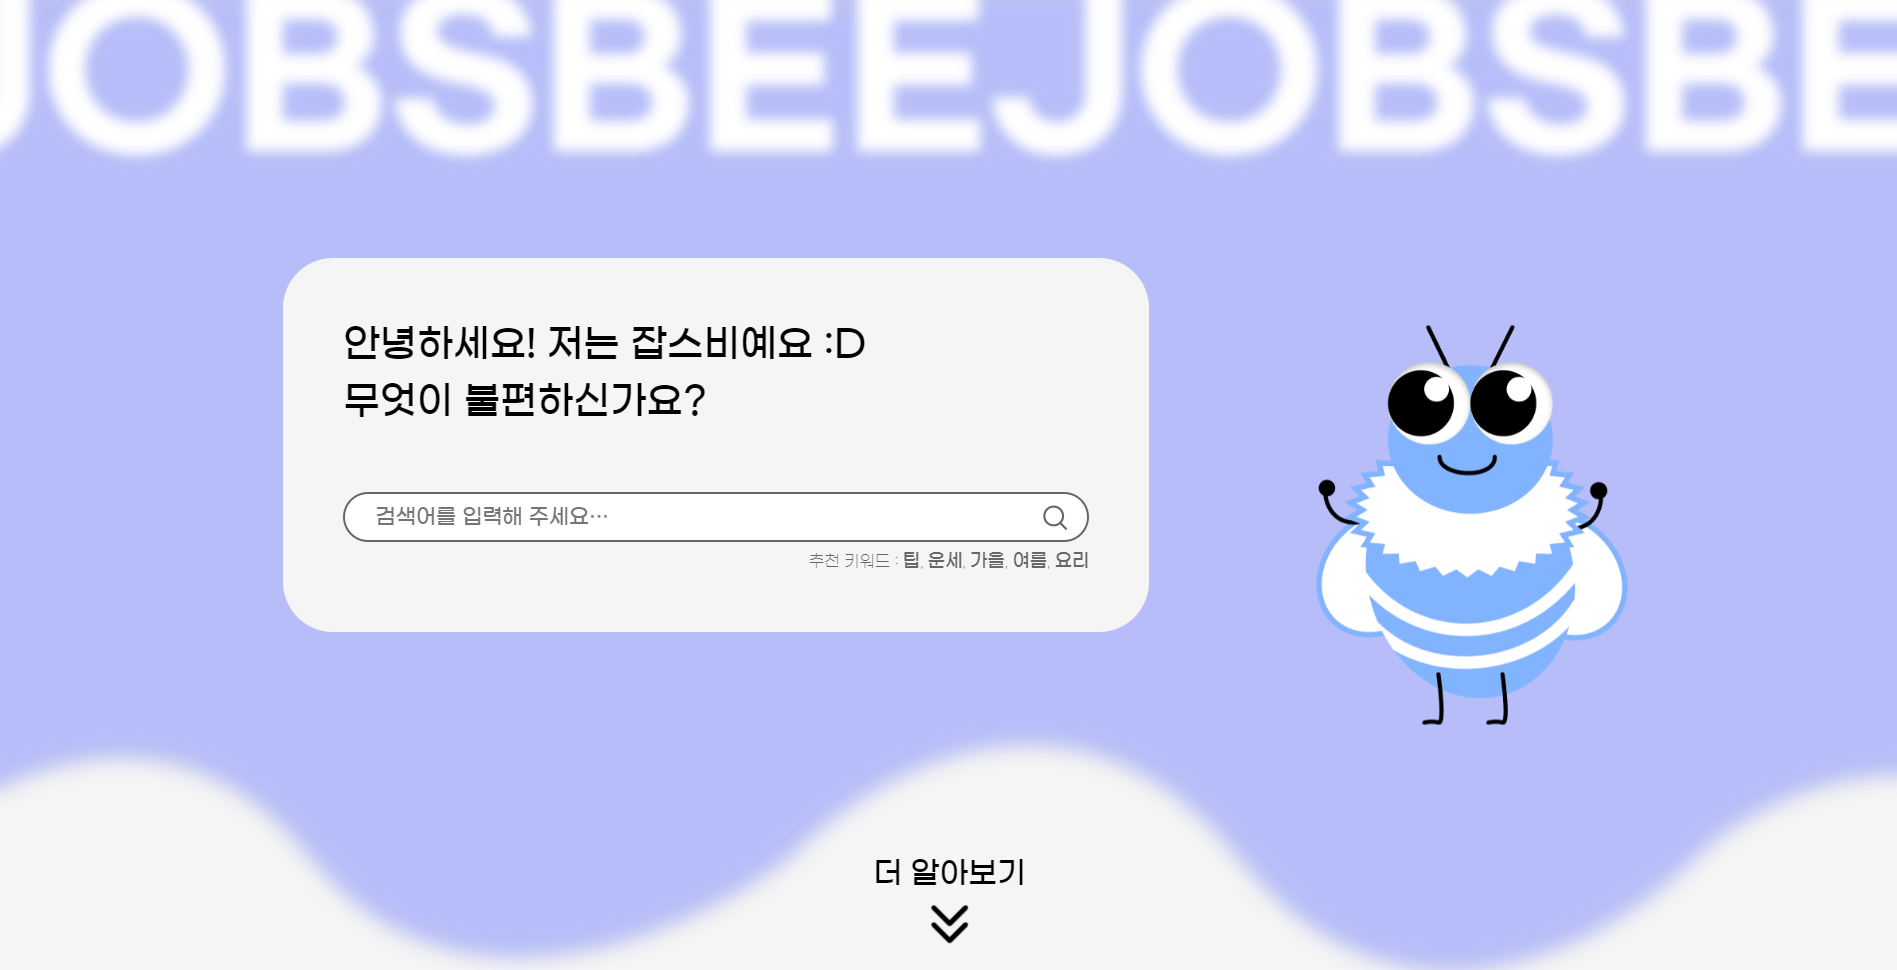 JOBSBEEJOBSBE
안녕하세요! 저는 잡스비예요 :D
무엇이 불편하신가요?
검색어를 입력해 주세요…
추천 키워드 : 팁, 운세, 가을, 여름, 요리
더 알아보기